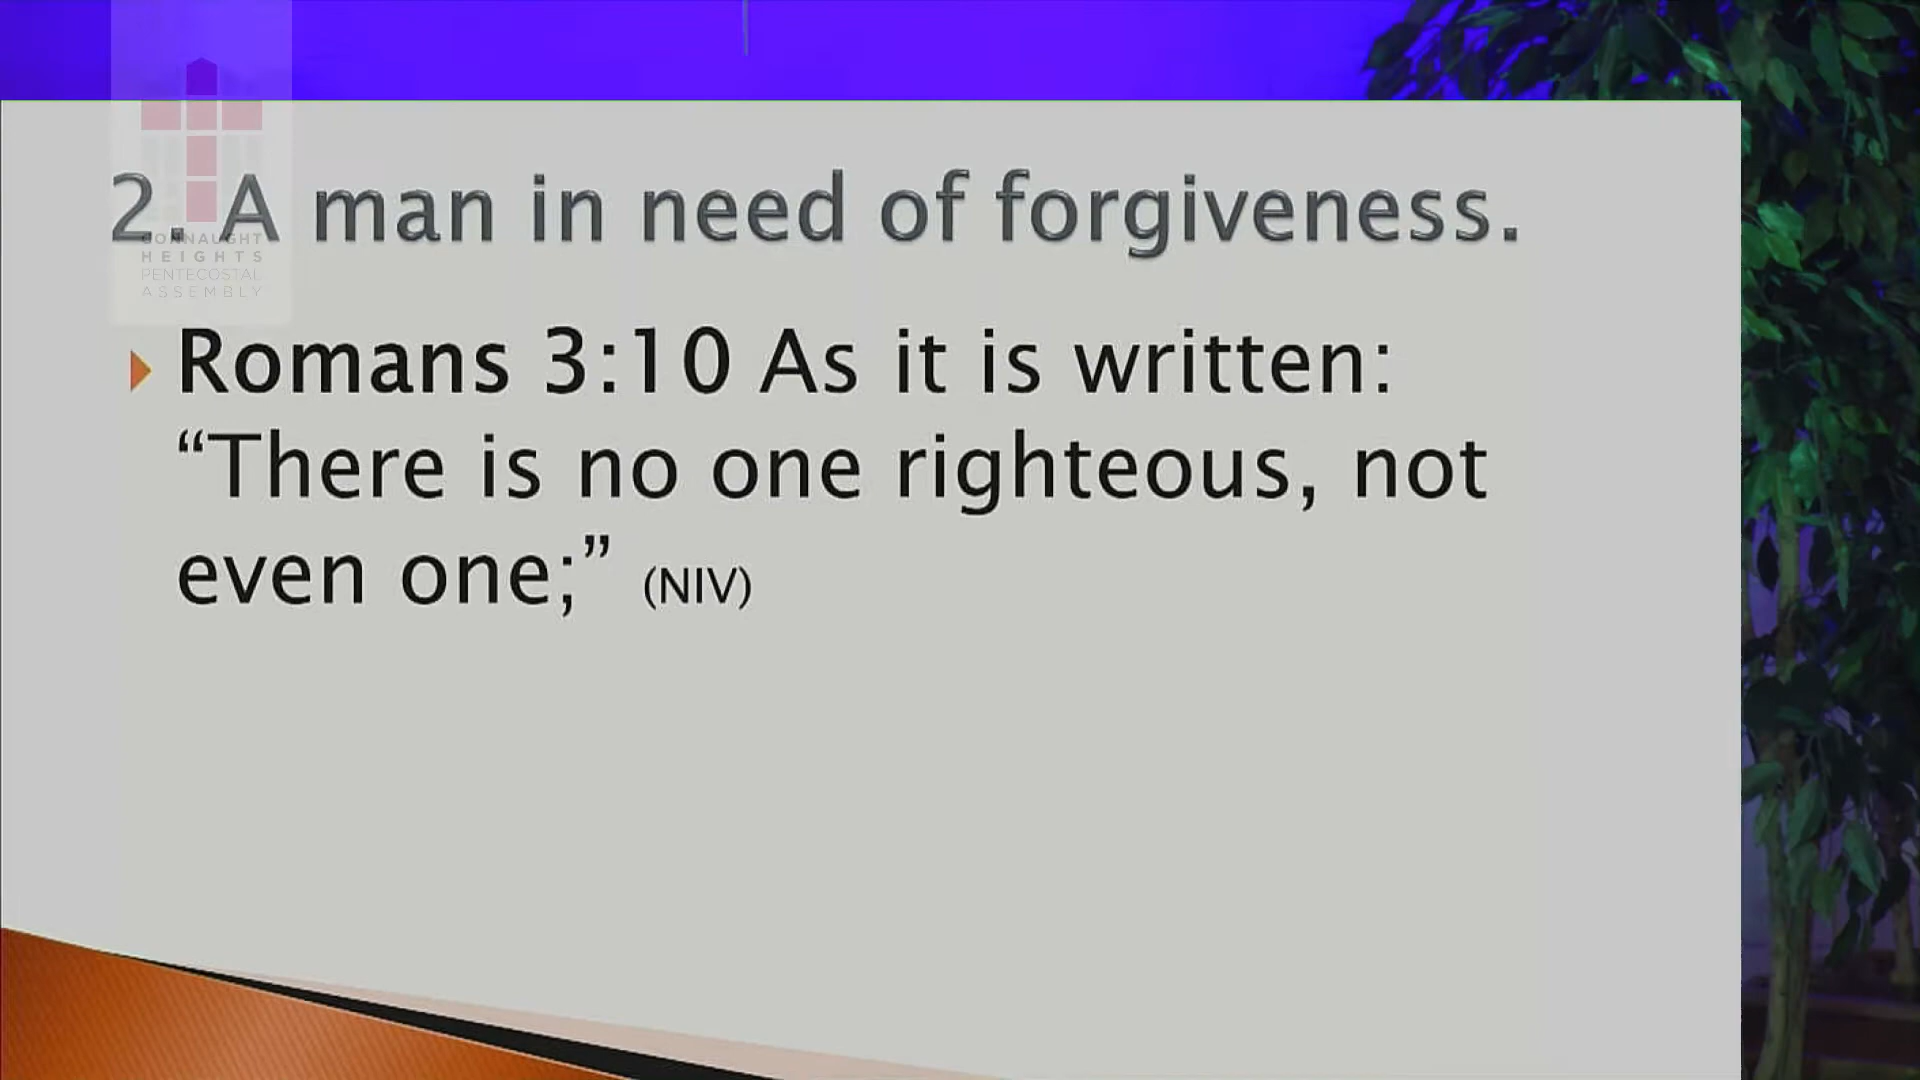 2. A man in need of forgiveness.
CONNAUGHT
HEIGHTS
PENTECOSTAL
ASSEMBLY
Romans 3:10 As it is written:
“There is no one righteous, not
even one;” (NIV)